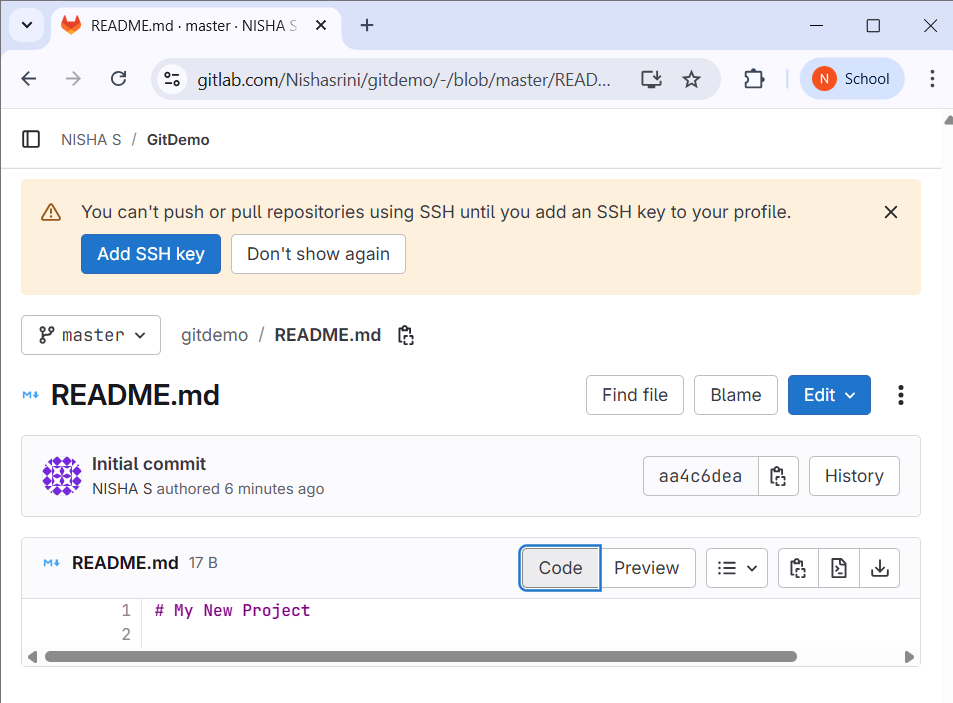 README.md · master · NISHA S
gitlab.com/Nishasrini/gitdemo/-/blob/master/READ...
N School
NISHA S / GitDemo
You can't push or pull repositories using SSH until you add an SSH key to your profile.
Add SSH key Don't show again
master gitdemo / README.md
README.md Find file Blame Edit
Initial commit
NISHA S authored 6 minutes ago
aa4c6dea History
README.md 17 B Code Preview
1 # My New Project
2